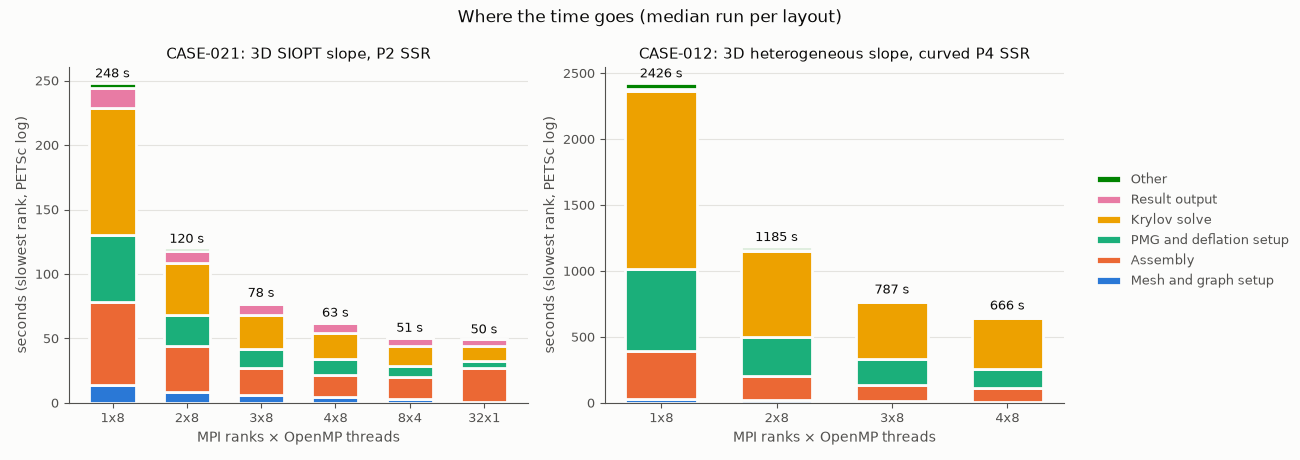 Where the time goes (median run per layout)
CASE-021: 3D SIOPT slope, P2 SSR
seconds (slowest rank, PETSc log)
250
200
150
100
50
0
248 s
120 s
78 s
63 s
51 s
50 s
1x8
2x8
3x8
4x8
8x4
32x1
MPI ranks × OpenMP threads
CASE-012: 3D heterogeneous slope, curved P4 SSR
seconds (slowest rank, PETSc log)
2500
2000
1500
1000
500
0
2426 s
1185 s
787 s
666 s
1x8
2x8
3x8
4x8
MPI ranks × OpenMP threads
Other
Result output
Krylov solve
PMG and deflation setup
Assembly
Mesh and graph setup